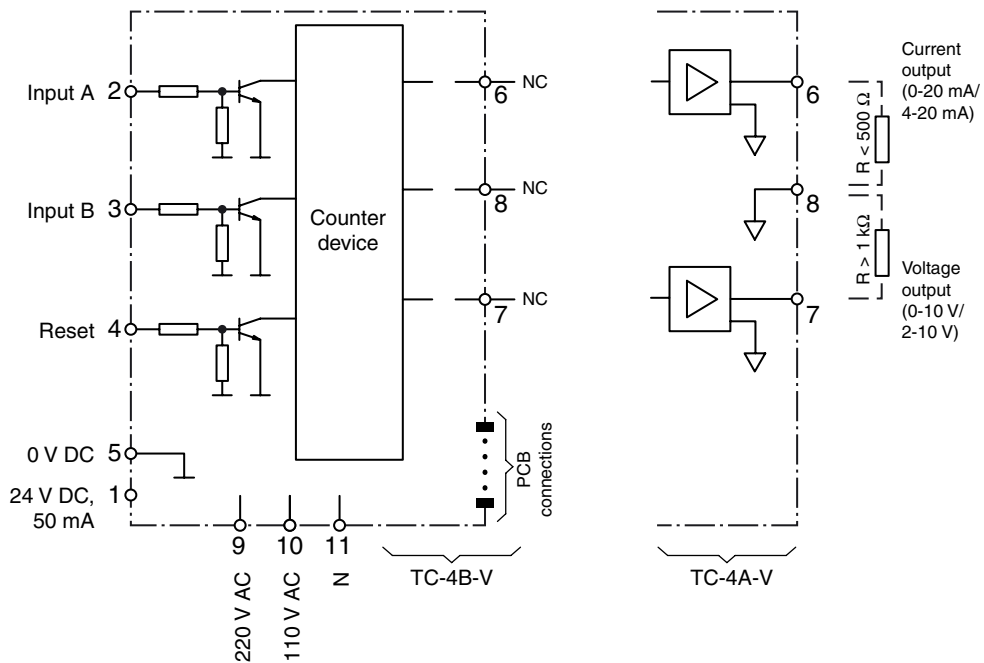 Input A 2
Input B 3
Reset 4
0 V DC 5
24 V DC, 1
50 mA
Counter
device
6 NC
8 NC
7 NC
PCB
connections
9 10 11
220 V AC
110 V AC
N
TC-4B-V
6
8
7
R < 500 Ω
R > 1 kΩ
Current
output
(0-20 mA/
4-20 mA)
Voltage
output
(0-10 V/
2-10 V)
TC-4A-V